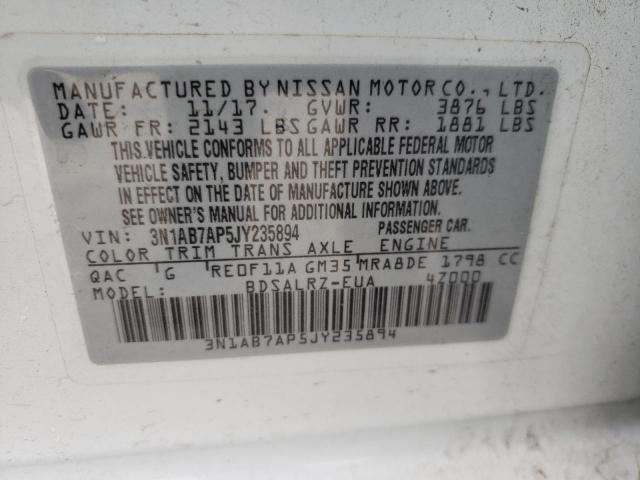 MANUFACTURED BY NISSAN MOTOR CO., LTD.
DATE: 11/17. GVWR: 3876 LBS
GAWR FR: 2143 LBS GAWR RR: 1881 LBS
THIS VEHICLE CONFORMS TO ALL APPLICABLE FEDERAL MOTOR
VEHICLE SAFETY, BUMPER AND THEFT PREVENTION STANDARDS
IN EFFECT ON THE DATE OF MANUFACTURE SHOWN ABOVE.
SEE OWNER'S MANUAL FOR ADDITIONAL INFORMATION.
VIN: 3N1AB7AP5JY235894 PASSENGER CAR.
COLOR TRIM TRANS AXLE ENGINE
QAC G RE0F11A GM35 MRA8DE 1798 CC
MODEL: BDSALRZ-EUA 4Z000
3N1AB7AP5JY235894